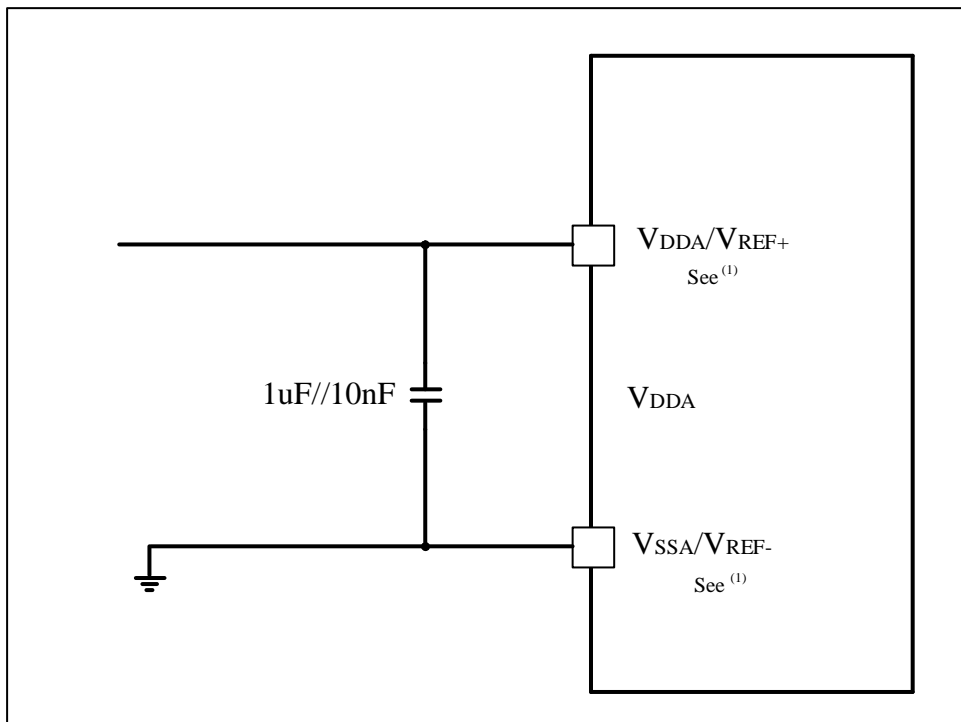 VDDA/VREF+
See (1)
1uF//10nF
VDDA
VSSA/VREF-
See (1)